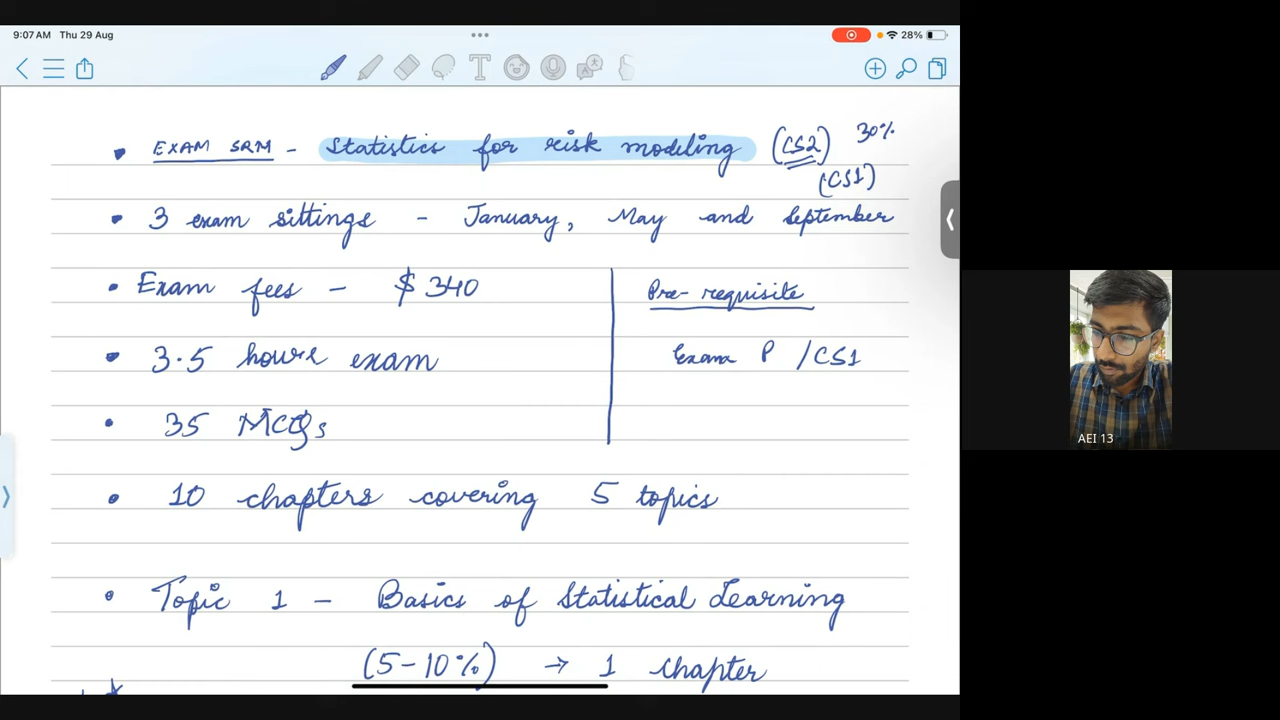 9:07 AM Thu 29 Aug
28%
EXAM SRM - Statistics for risk modeling (CS2) 30%
(CS1)
3 exam sittings - January, May and September
Exam fees - $ 340
Pre-requisite
3.5 hours exam
Exam P / CS1
35 MCQs
10 chapters covering 5 topics
Topic 1 - Basics of Statistical Learning
(5-10%) → 1 chapter
AEI 13